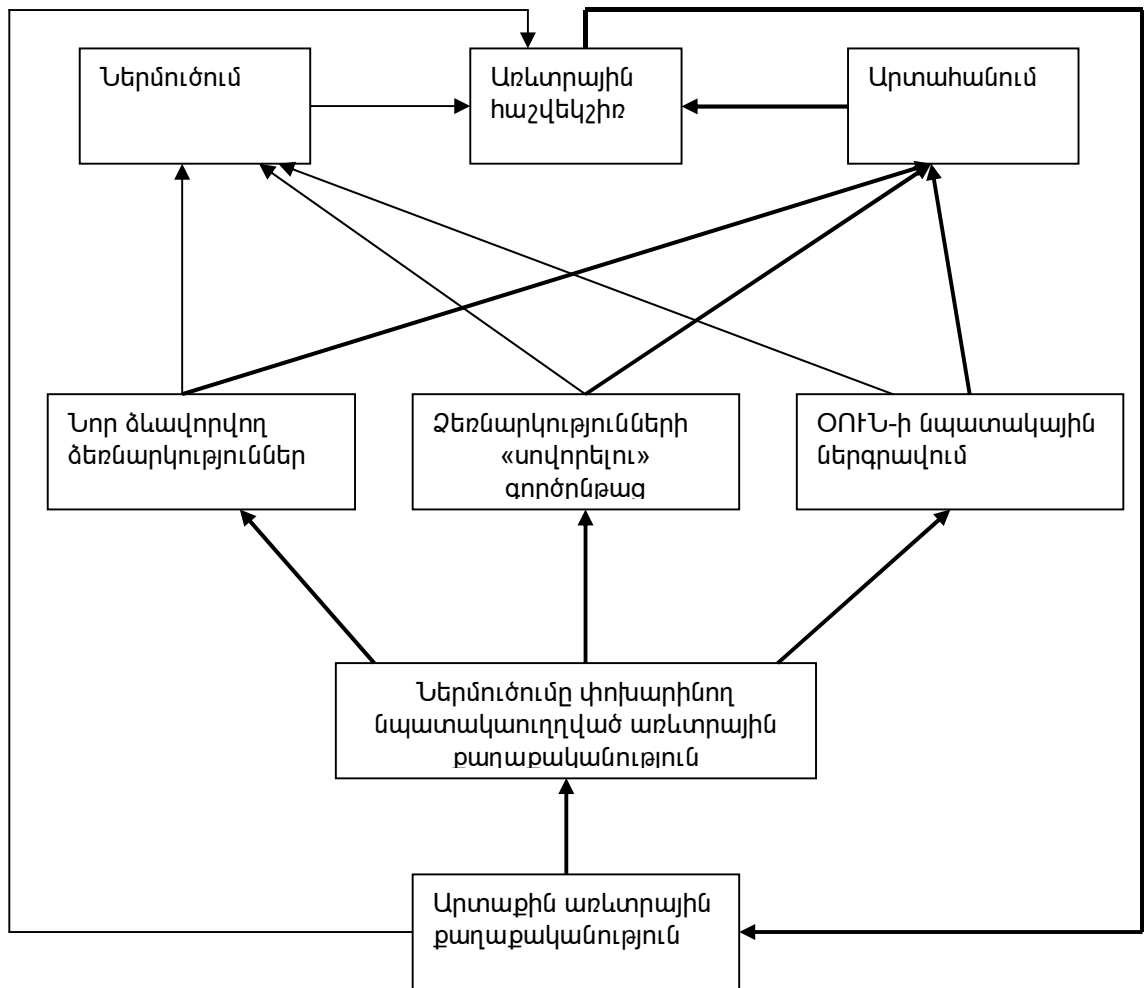 Ներմուծում
Առևտրային
հաշվեկշիռ
Արտահանում
Նոր ձևավորվող
ձեռնարկություններ
Ձեռնարկությունների
«սովորելու»
գործընթաց
ՕՈՒՆ-ի նպատակային
ներգրավում
Ներմուծումը փոխարինող
նպատակաուղղված առևտրային
քաղաքականություն
Արտաքին առևտրային
քաղաքականություն